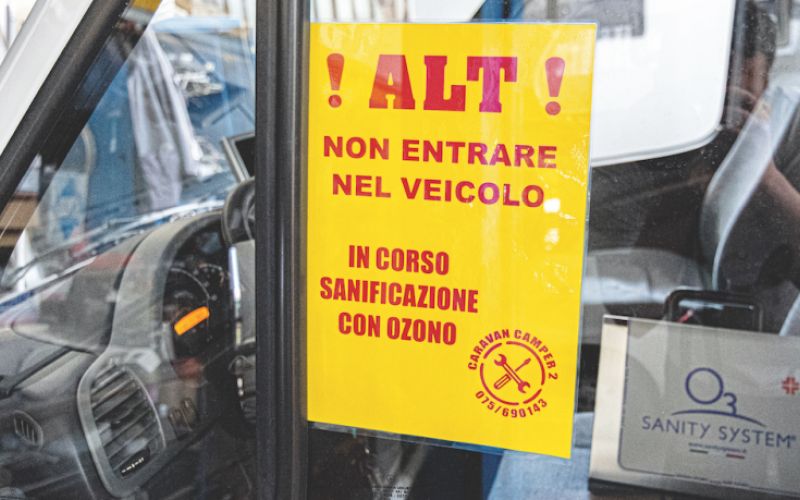 ! ALT !
NON ENTRARE
NEL VEICOLO
IN CORSO
SANIFICAZIONE
CON OZONO
CARAVAN CAMPER 2
075/690143
O3
SANITY SYSTEM